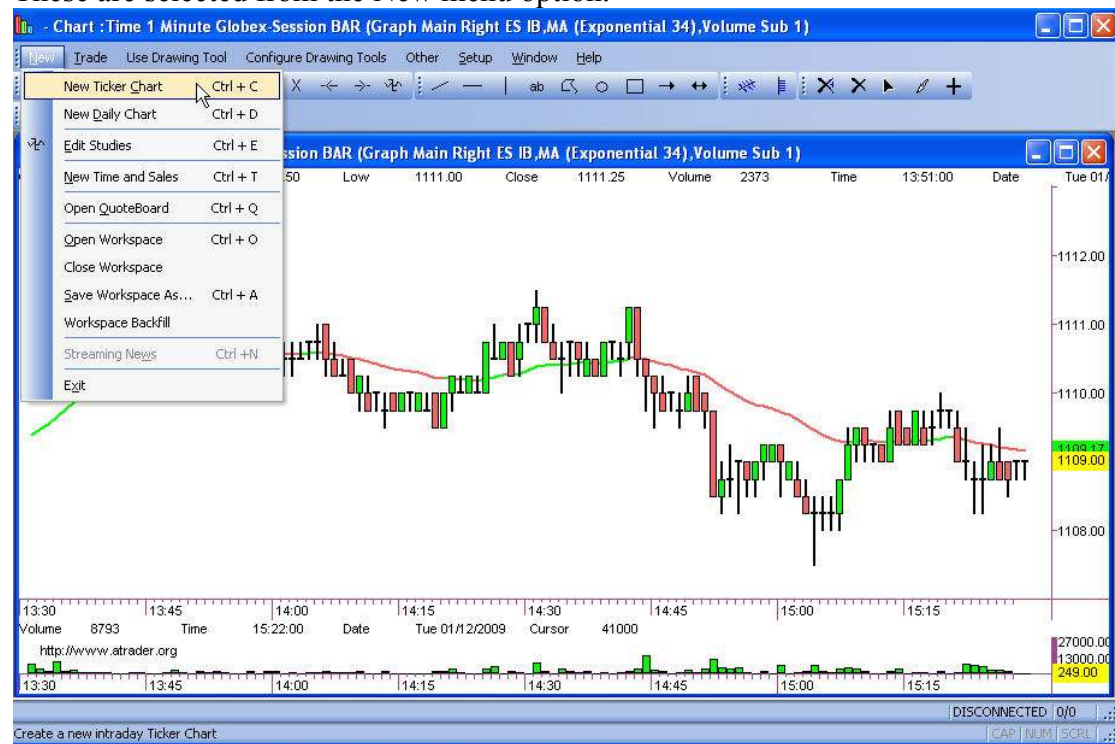 These are selected from the New menu option.
- Chart :Time 1 Minute Globex-Session BAR (Graph Main Right ES IB,MA (Exponential 34),Volume Sub 1)
New Trade Use Drawing Tool Configure Drawing Tools Other Setup Window Help
New Ticker Chart Ctrl + C
X ab
New Daily Chart Ctrl + D
Edit Studies Ctrl + E
ssion BAR (Graph Main Right ES IB,MA (Exponential 34),Volume Sub 1)
New Time and Sales Ctrl + T
.50 Low 1111.00 Close 1111.25 Volume 2373 Time 13:51:00 Date Tue 01/
Open QuoteBoard Ctrl + Q
Open Workspace Ctrl + O
Close Workspace
Save Workspace As... Ctrl + A
Workspace Backfill
Streaming News Ctrl +N
Exit
1112.00
1111.00
1110.00
1109.17
1109.00
1108.00
13:30 13:45 14:00 14:15 14:30 14:45 15:00 15:15
Volume 8793 Time 15:22:00 Date Tue 01/12/2009 Cursor 41000
http://www.atrader.org
27000.00
13000.00
249.00
13:30 13:45 14:00 14:15 14:30 14:45 15:00 15:15
DISCONNECTED 0/0
Create a new intraday Ticker Chart
CAP NUM SCRL